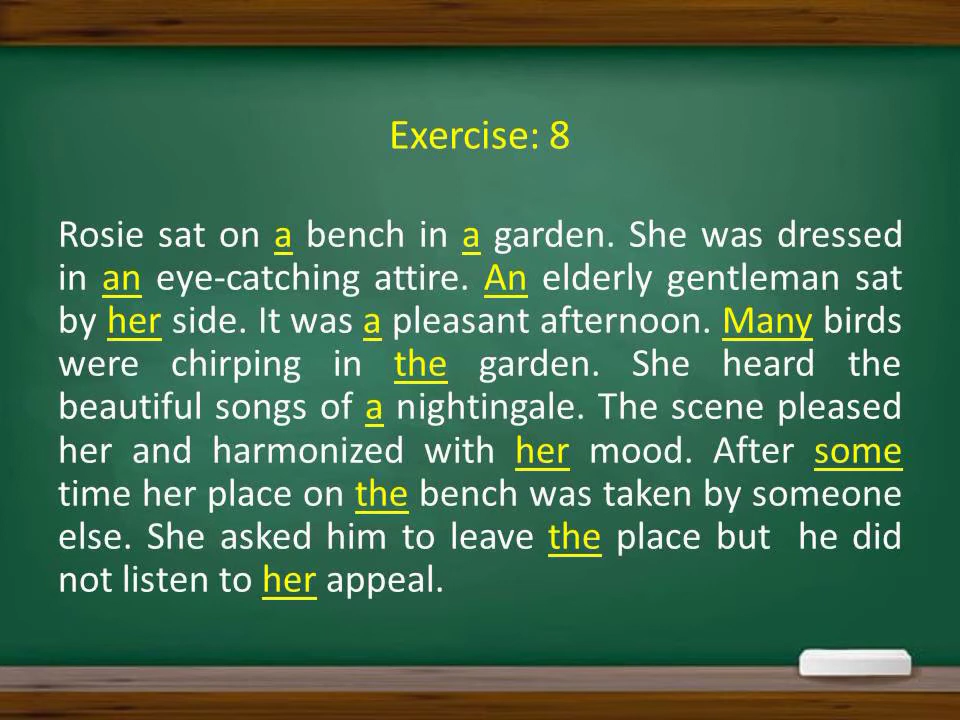 Exercise: 8
Rosie sat on a bench in a garden. She was dressed
in an eye-catching attire. An elderly gentleman sat
by her side. It was a pleasant afternoon. Many birds
were chirping in the garden. She heard the
beautiful songs of a nightingale. The scene pleased
her and harmonized with her mood. After some
time her place on the bench was taken by someone
else. She asked him to leave the place but  he did
not listen to her appeal.